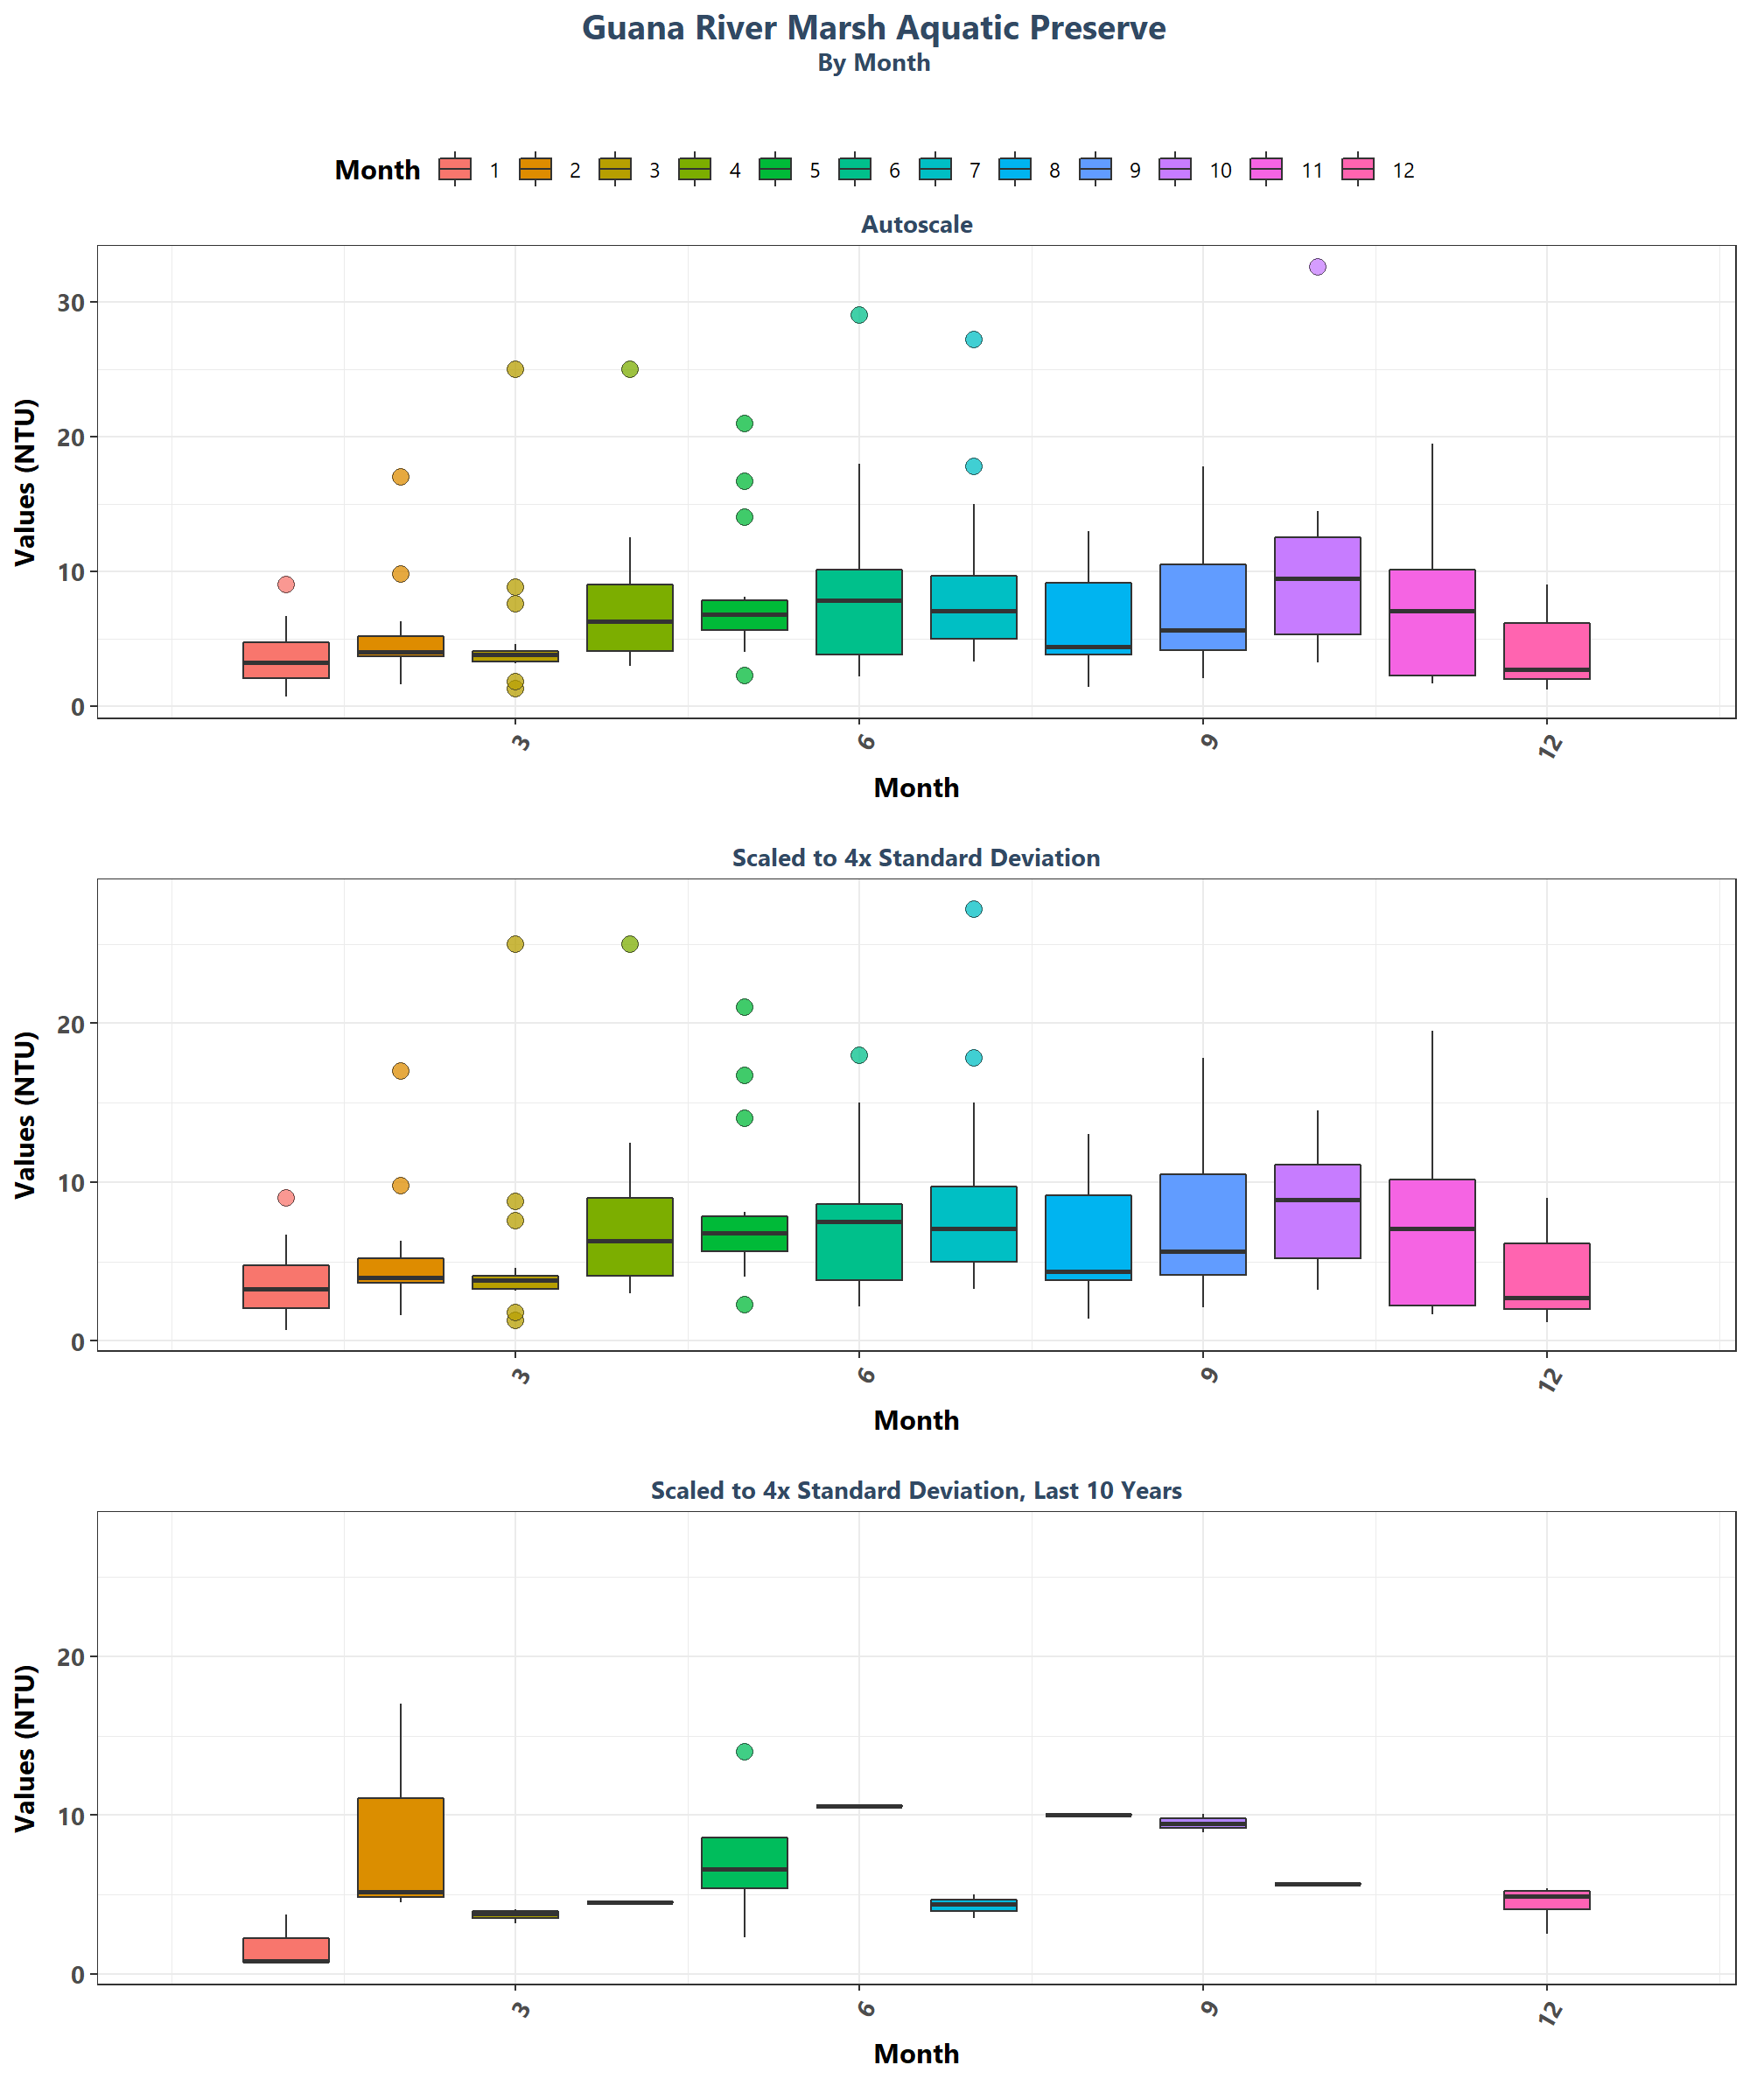 Guana River Marsh Aquatic Preserve
By Month
Month 1 2 3 4 5 6 7 8 9 10 11 12
Autoscale
Values (NTU)
30
20
10
0
3 6 9 12
Month
Scaled to 4x Standard Deviation
Values (NTU)
20
10
0
3 6 9 12
Month
Scaled to 4x Standard Deviation, Last 10 Years
Values (NTU)
20
10
0
3 6 9 12
Month